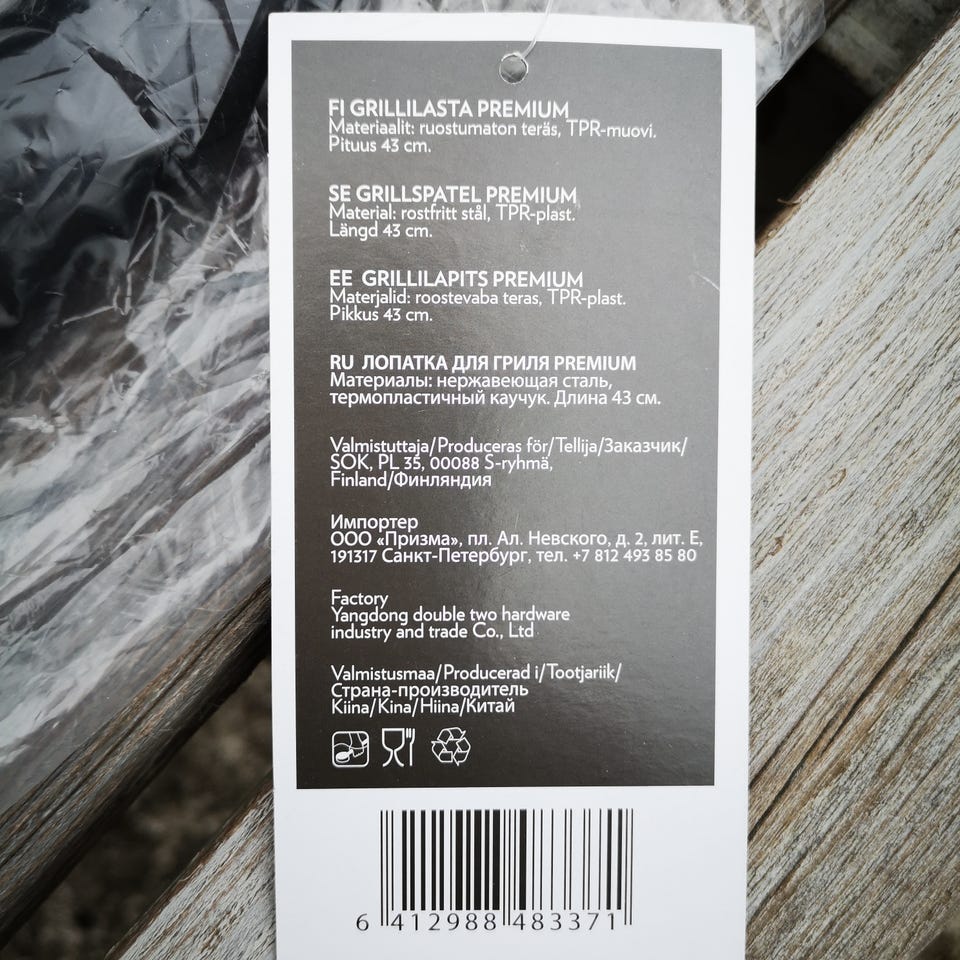 FI GRILLILASTA PREMIUM
Materiaalit: ruostumaton teräs, TPR-muovi.
Pituus 43 cm.
SE GRILLSPATEL PREMIUM
Material: rostfritt stål, TPR-plast.
Längd 43 cm.
EE GRILLILAPITS PREMIUM
Materjalid: roostevaba teras, TPR-plast.
Pikkus 43 cm.
RU ЛОПАТКА ДЛЯ ГРИЛЯ PREMIUM
Материалы: нержавеющая сталь,
термопластичный каучук. Длина 43 см.
Valmistuttaja/Produceras för/Tellija/Заказчик/
SOK, PL 35, 00088 S-ryhmä,
Finland/Финляндия
Импортер
ООО «Призма», пл. Ал. Невского, д. 2, лит. Е,
191317 Санкт-Петербург, тел. +7 812 493 85 80
Factory
Yangdong double two hardware
industry and trade Co., Ltd
Valmistusmaa/Producerad i/Tootjariik/
Страна-производитель
Kiina/Kina/Hiina/Китай
6 412988 483371